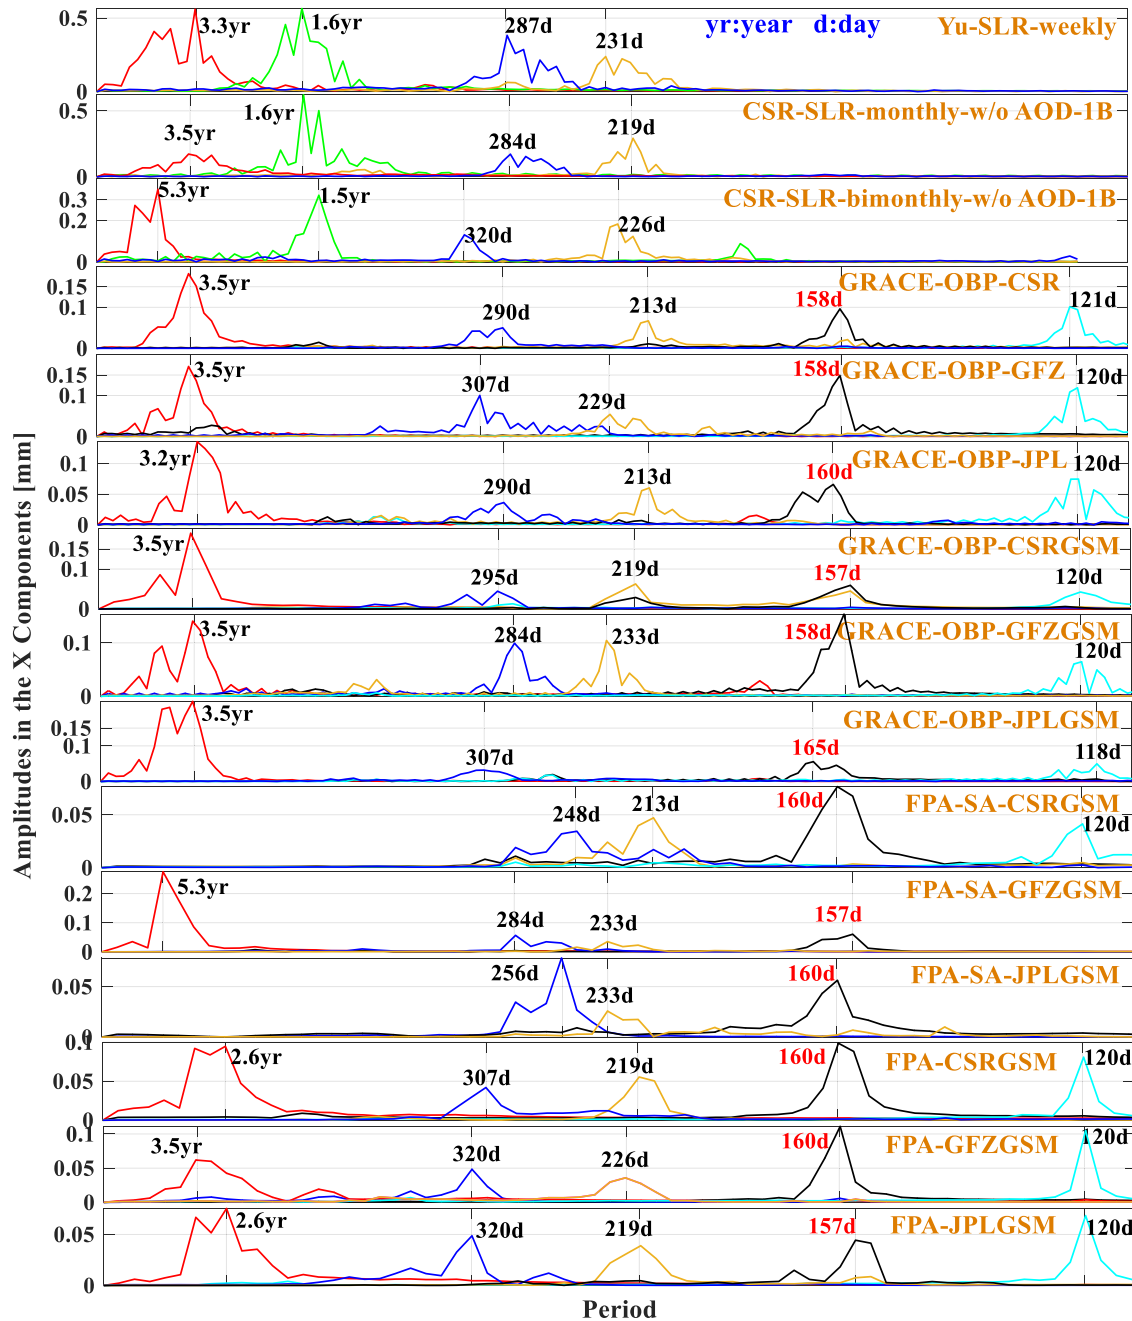 Amplitudes in the X Components [mm]
0.5
0
3.3yr
1.6yr
287d
231d
yr:year d:day
Yu-SLR-weekly
0.5
0
3.5yr
1.6yr
284d
219d
CSR-SLR-monthly-w/o AOD-1B
0.3
0.2
0
5.3yr
1.5yr
320d
226d
CSR-SLR-bimonthly-w/o AOD-1B
0.15
0.1
0
3.5yr
290d
213d
158d
GRACE-OBP-CSR
121d
0.15
0.1
0
3.5yr
307d
229d
158d
GRACE-OBP-GFZ
120d
0.1
0.05
0
3.2yr
290d
213d
160d
GRACE-OBP-JPL
120d
0.15
0.1
0
3.5yr
295d
219d
157d
GRACE-OBP-CSRGSM
120d
0.1
0
3.5yr
284d
233d
158d
GRACE-OBP-GFZGSM
120d
0.15
0.1
0
3.5yr
307d
165d
GRACE-OBP-JPLGSM
118d
0.05
0
248d
213d
160d
FPA-SA-CSRGSM
120d
0.2
0.1
0
5.3yr
284d
233d
157d
FPA-SA-GFZGSM
0.05
0
256d
233d
160d
FPA-SA-JPLGSM
0.1
0.05
0
2.6yr
307d
219d
160d
FPA-CSRGSM
120d
0.1
0.05
0
3.5yr
320d
226d
160d
FPA-GFZGSM
120d
0.05
0
2.6yr
320d
219d
157d
FPA-JPLGSM
120d
Period